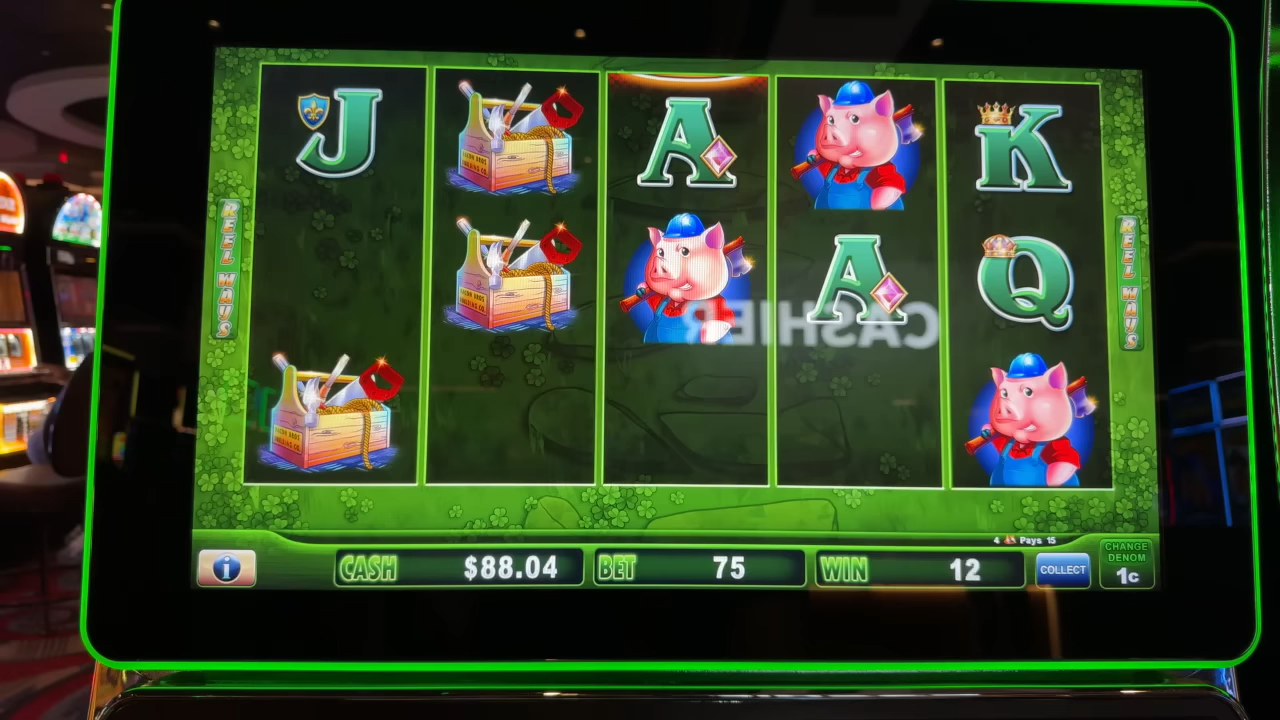 J
A
K
REEL WAYS
A
Q
REEL WAYS
CASHIER
4 Pays 15
CASH $88.04
BET 75
WIN 12
COLLECT
CHANGE
DENOM
1c